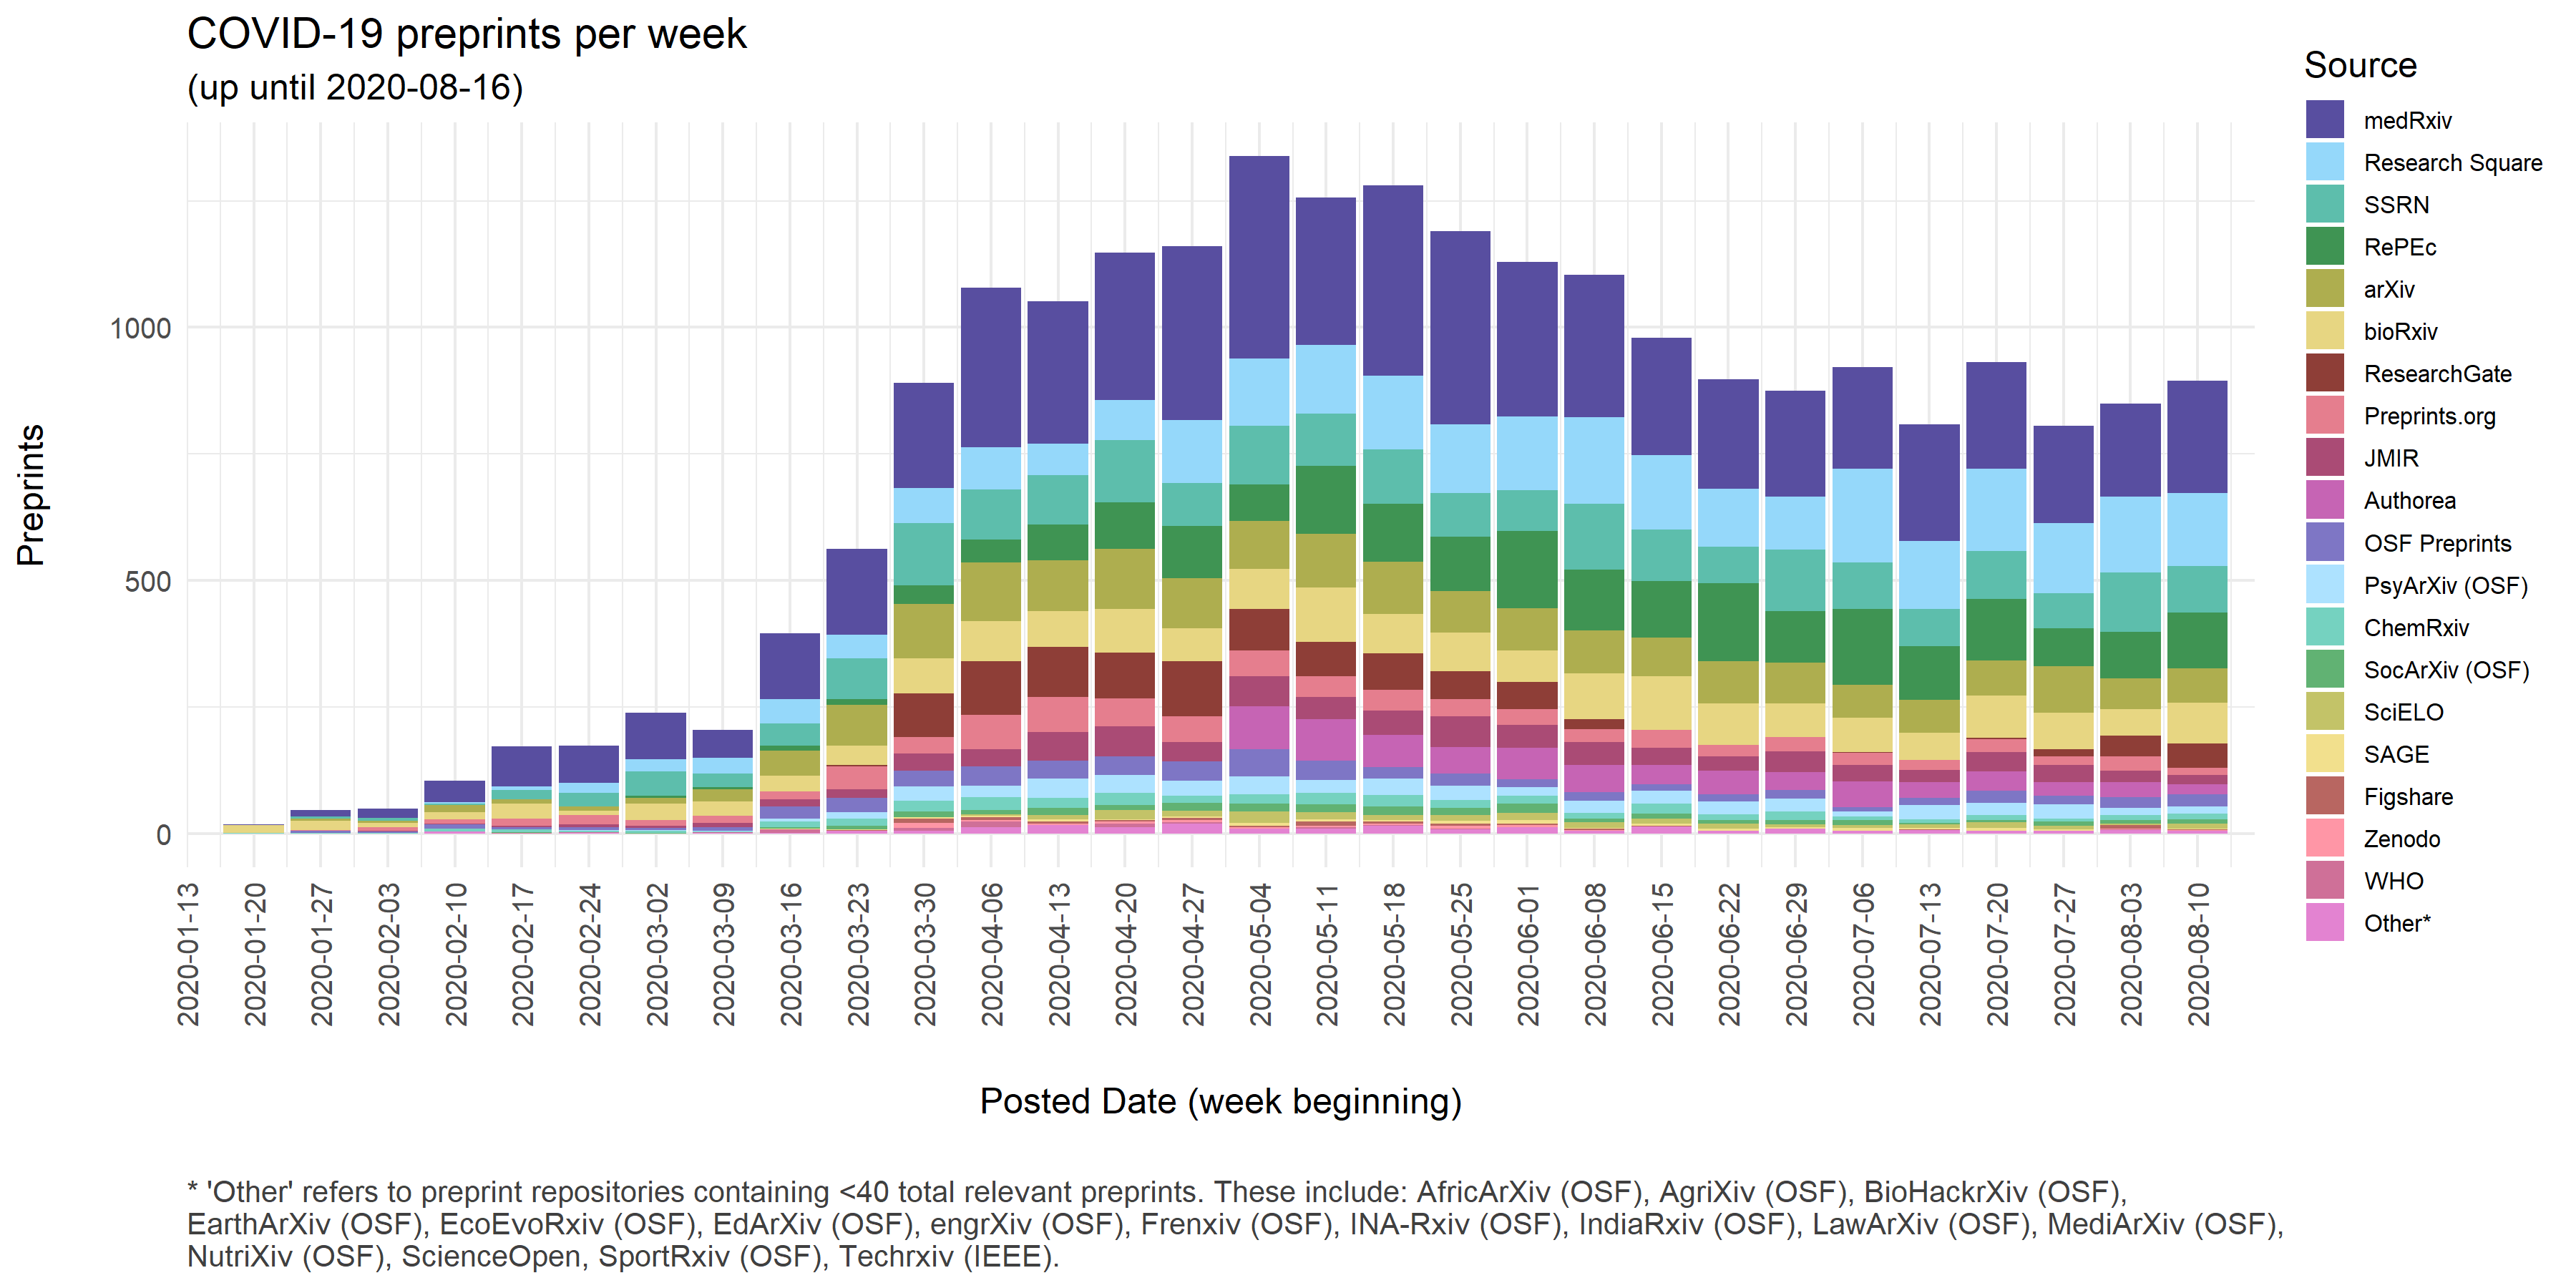 COVID-19 preprints per week
(up until 2020-08-16)
Source
medRxiv
Research Square
SSRN
RePEc
arXiv
bioRxiv
ResearchGate
Preprints.org
JMIR
Authorea
OSF Preprints
PsyArXiv (OSF)
ChemRxiv
SocArXiv (OSF)
SciELO
SAGE
Figshare
Zenodo
WHO
Other*
Preprints
1000
500
0
2020-01-13
2020-01-20
2020-01-27
2020-02-03
2020-02-10
2020-02-17
2020-02-24
2020-03-02
2020-03-09
2020-03-16
2020-03-23
2020-03-30
2020-04-06
2020-04-13
2020-04-20
2020-04-27
2020-05-04
2020-05-11
2020-05-18
2020-05-25
2020-06-01
2020-06-08
2020-06-15
2020-06-22
2020-06-29
2020-07-06
2020-07-13
2020-07-20
2020-07-27
2020-08-03
2020-08-10
Posted Date (week beginning)
* 'Other' refers to preprint repositories containing <40 total relevant preprints. These include: AfricArXiv (OSF), AgriXiv (OSF), BioHackrXiv (OSF),
EarthArXiv (OSF), EcoEvoRxiv (OSF), EdArXiv (OSF), engrXiv (OSF), Frenxiv (OSF), INA-Rxiv (OSF), IndiaRxiv (OSF), LawArXiv (OSF), MediArXiv (OSF),
NutriXiv (OSF), ScienceOpen, SportRxiv (OSF), Techrxiv (IEEE).